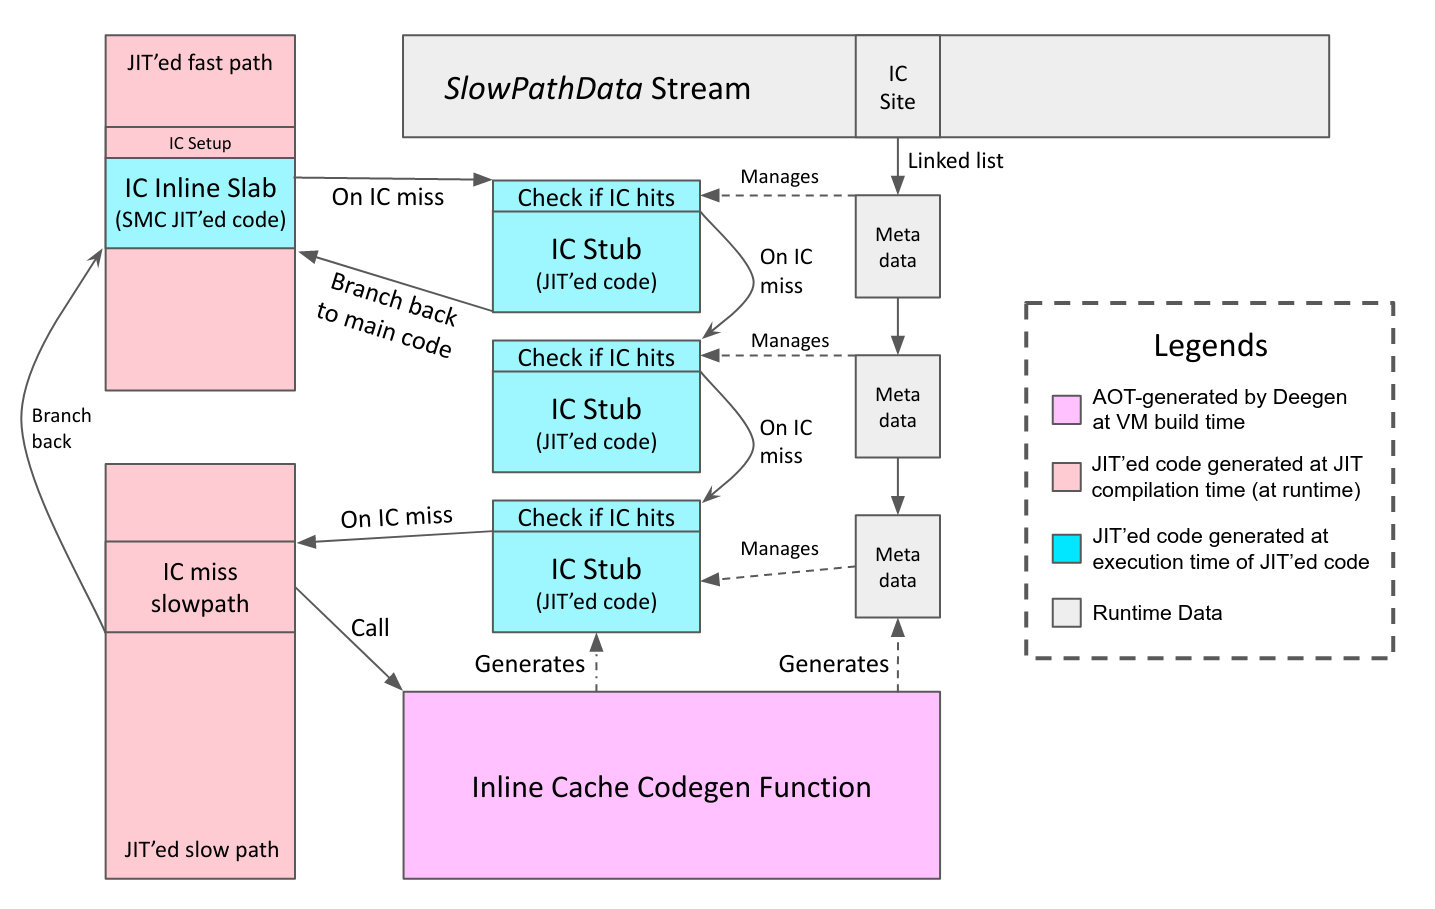 JIT’ed fast path
IC Setup
IC Inline Slab
(SMC JIT’ed code)
SlowPathData Stream
IC
Site
Linked list
On IC miss
Manages
Check if IC hits
IC Stub
(JIT’ed code)
Meta
data
On IC
miss
Branch back
to main code
Manages
Check if IC hits
IC Stub
(JIT’ed code)
Meta
data
On IC
miss
Branch
back
On IC miss
Check if IC hits
IC Stub
(JIT’ed code)
Manages
Meta
data
IC miss
slowpath
Call
Generates
Generates
Inline Cache Codegen Function
JIT’ed slow path
Legends
AOT-generated by Deegen
at VM build time
JIT’ed code generated at JIT
compilation time (at runtime)
JIT’ed code generated at
execution time of JIT’ed code
Runtime Data